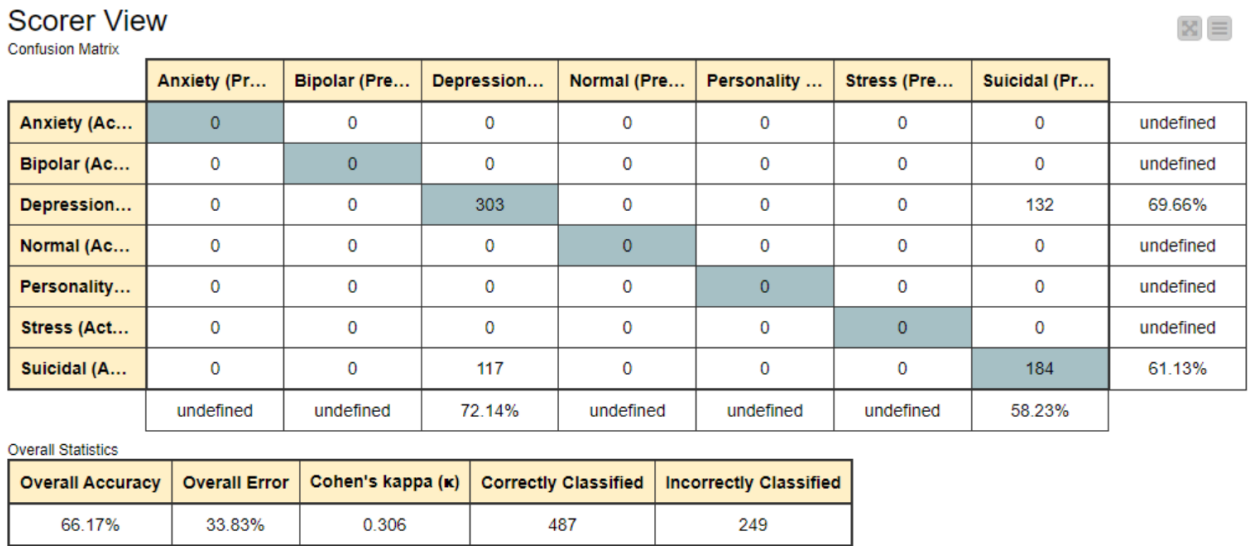 Scorer View
Confusion Matrix
Anxiety (Pr... Bipolar (Pre... Depression... Normal (Pre... Personality ... Stress (Pre... Suicidal (Pr...
Anxiety (Ac... 0 0 0 0 0 0 0 undefined
Bipolar (Ac... 0 0 0 0 0 0 0 undefined
Depression... 0 0 303 0 0 0 132 69.66%
Normal (Ac... 0 0 0 0 0 0 0 undefined
Personality... 0 0 0 0 0 0 0 undefined
Stress (Act... 0 0 0 0 0 0 0 undefined
Suicidal (A... 0 0 117 0 0 0 184 61.13%
undefined undefined 72.14% undefined undefined undefined 58.23%
Overall Statistics
Overall Accuracy Overall Error Cohen's kappa (κ) Correctly Classified Incorrectly Classified
66.17% 33.83% 0.306 487 249